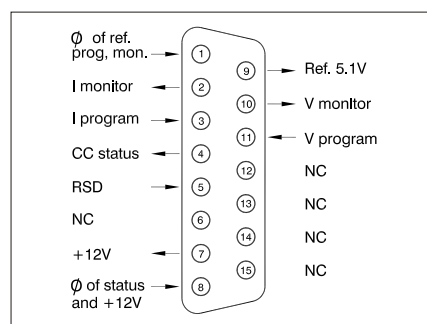 Ø of ref.
prog, mon.
1
9
Ref. 5.1V
I monitor
2
10
V monitor
I program
3
11
V program
CC status
4
12
NC
RSD
5
13
NC
NC
6
14
NC
+12V
7
15
NC
Ø of status
and +12V
8